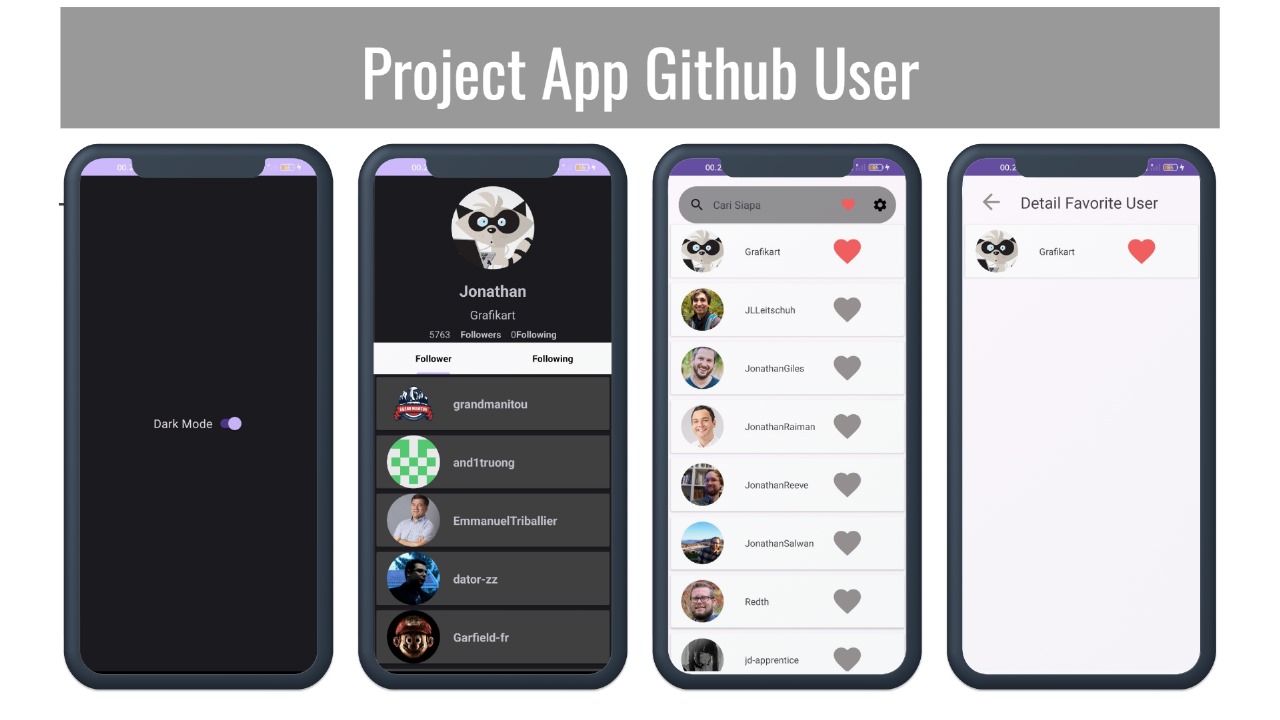 Project App Github User
00.2
Dark Mode
00.2
Jonathan
Grafikart
5763 Followers 0Following
Follower Following
grandmanitou
and1truong
EmmanuelTriballier
dator-zz
Garfield-fr
00.2
Cari Siapa
Grafikart
JLLeitschuh
JonathanGiles
JonathanRaiman
JonathanReeve
JonathanSalwan
Redth
jd-apprentice
00.2
Detail Favorite User
Grafikart